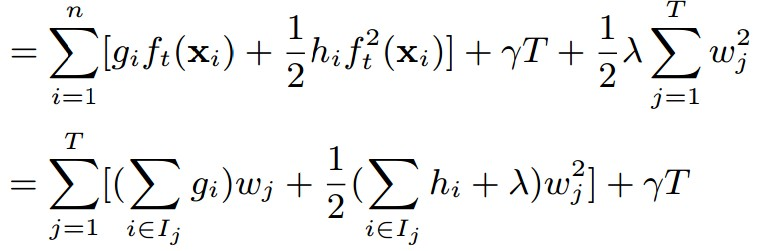 = \sum_{i=1}^{n} [g_i f_t(\mathbf{x}_i) + \frac{1}{2} h_i f_t^2(\mathbf{x}_i)] + \gamma T + \frac{1}{2} \lambda \sum_{j=1}^{T} w_j^2
= \sum_{j=1}^{T} [(\sum_{i \in I_j} g_i) w_j + \frac{1}{2} (\sum_{i \in I_j} h_i + \lambda) w_j^2] + \gamma T